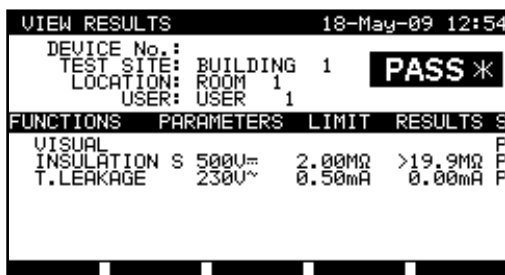 VIEW RESULTS 18-May-09 12:54
DEVICE No.:
TEST SITE: BUILDING 1
LOCATION: ROOM 1
USER: USER 1
PASS *
FUNCTIONS PARAMETERS LIMIT RESULTS S
VISUAL P
INSULATION S 500V⎓ 2.00MΩ >19.9MΩ P
T.LEAKAGE 230V~ 0.50mA 0.00mA P